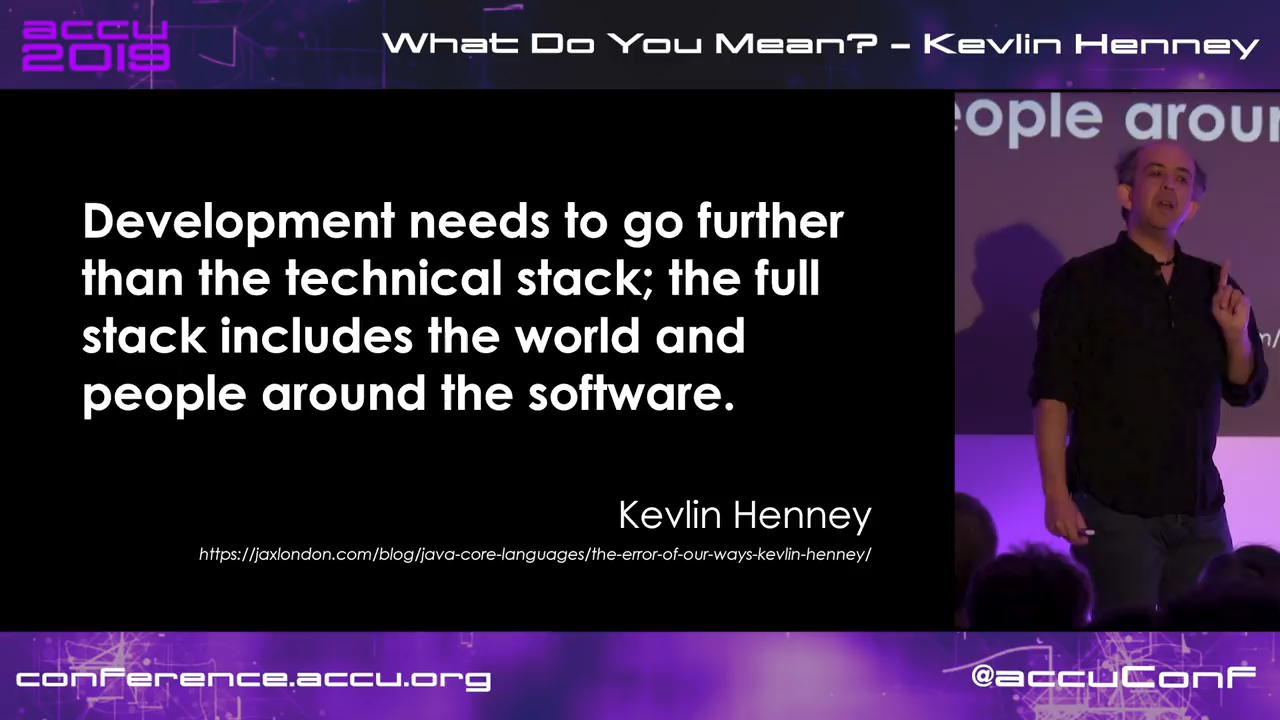 accu
2019
What Do You Mean? – Kevlin Henney
Development needs to go further
than the technical stack; the full
stack includes the world and
people around the software.
Kevlin Henney
https://jaxlondon.com/blog/java-core-languages/the-error-of-our-ways-kevlin-henney/
eople aroun
m/
conference.accu.org
@accuConf